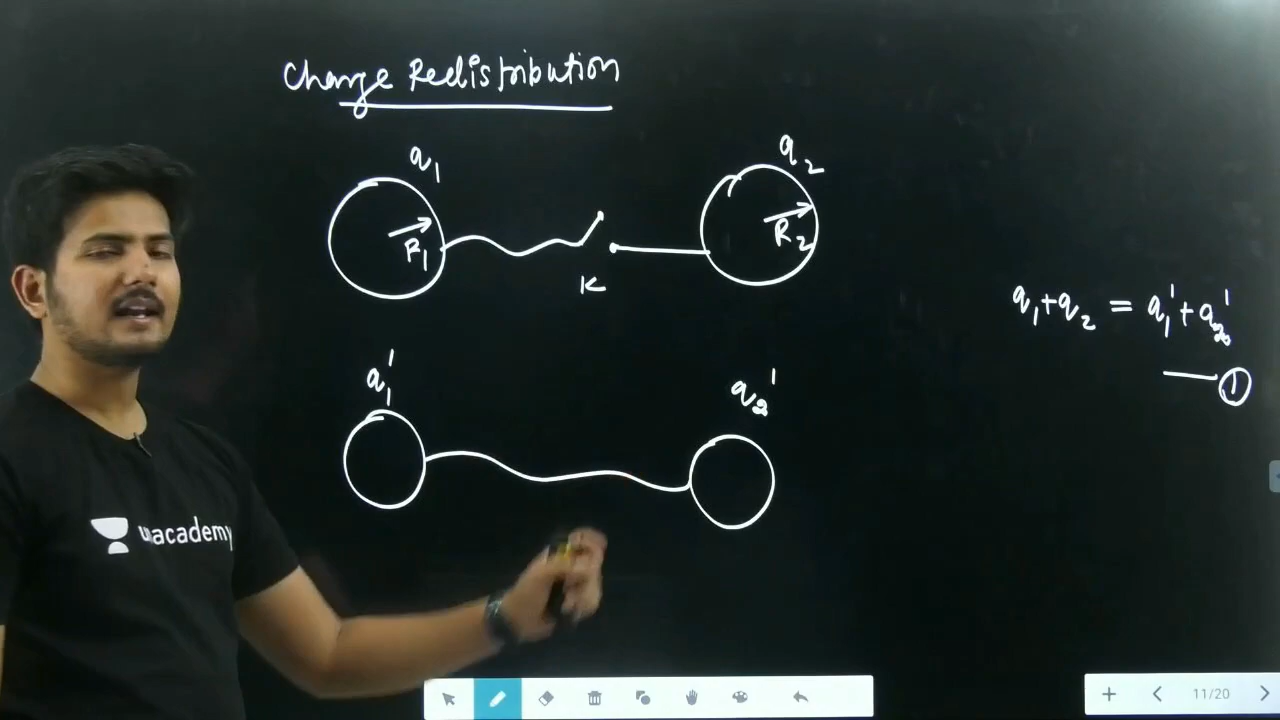 Charge Redistribution
q₁
q₂
R₁
R₂
K
q₁+q₂ = q₁'+q₂'
①
q₁'
q₂'
unacademy
11/20